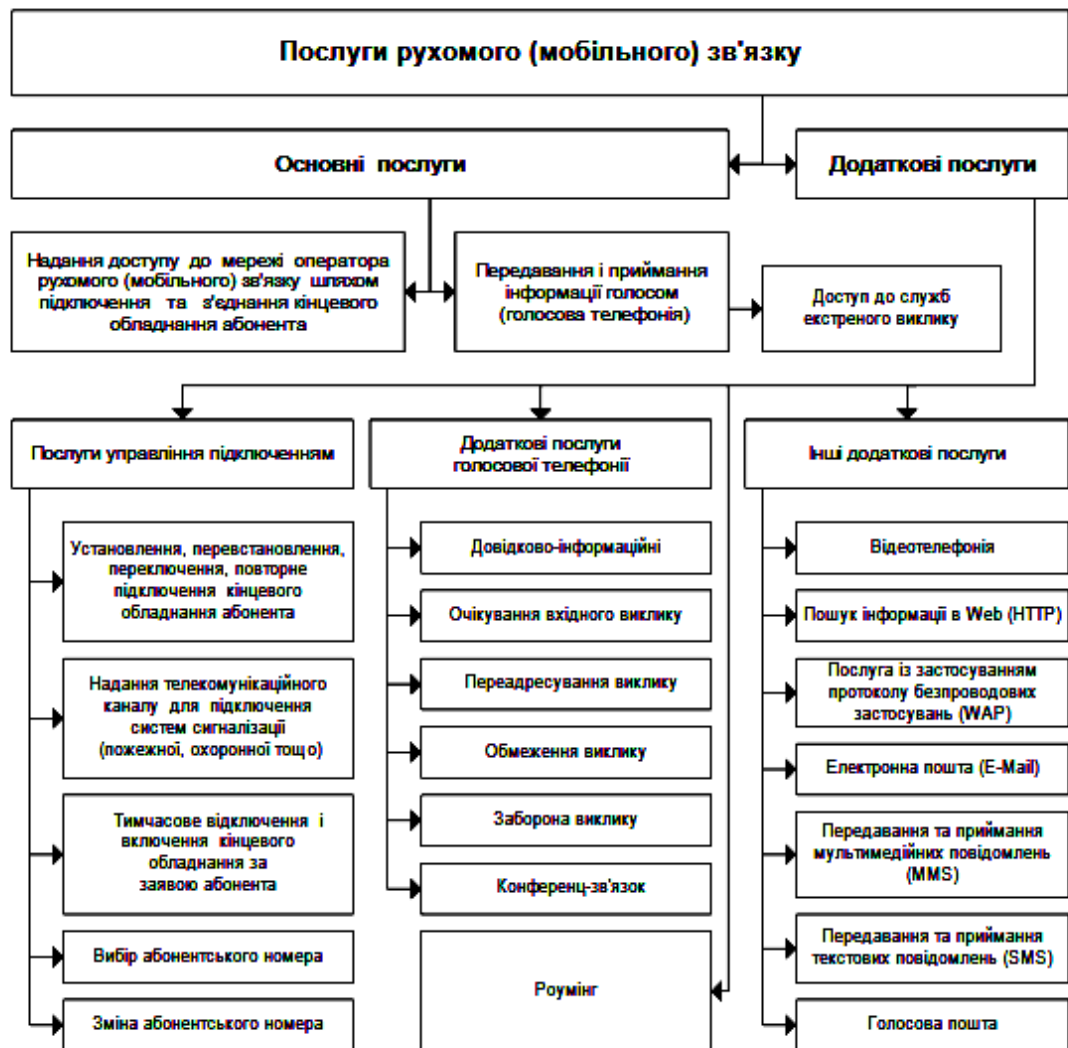 Послуги рухомого (мобільного) зв'язку
Основні послуги
Додаткові послуги
Надання доступу до мережі оператора
рухомого (мобільного) зв'язку шляхом
підключення та з'єднання кінцевого
обладнання абонента
Передавання і приймання
інформації голосом
(голосова телефонія)
Доступ до служб
екстреного виклику
Послуги управління підключенням
Установлення, перевстановлення,
переключення, повторне
підключення кінцевого
обладнання абонента
Надання телекомунікаційного
каналу для підключення
систем сигналізації
(пожежної, охоронної тощо)
Тимчасове відключення і
включення кінцевого
обладнання за
заявою абонента
Вибір абонентського номера
Зміна абонентського номера
Додаткові послуги
голосової телефонії
Довідково-інформаційні
Очікування вхідного виклику
Переадресування виклику
Обмеження виклику
Заборона виклику
Конференц-зв'язок
Роумінг
Інші додаткові послуги
Відеотелефонія
Пошук інформації в Web (HTTP)
Послуга із застосуванням
протоколу безпроводових
застосувань (WAP)
Електронна пошта (E-Mail)
Передавання та приймання
мультимедійних повідомлень
(MMS)
Передавання та приймання
текстових повідомлень (SMS)
Голосова пошта